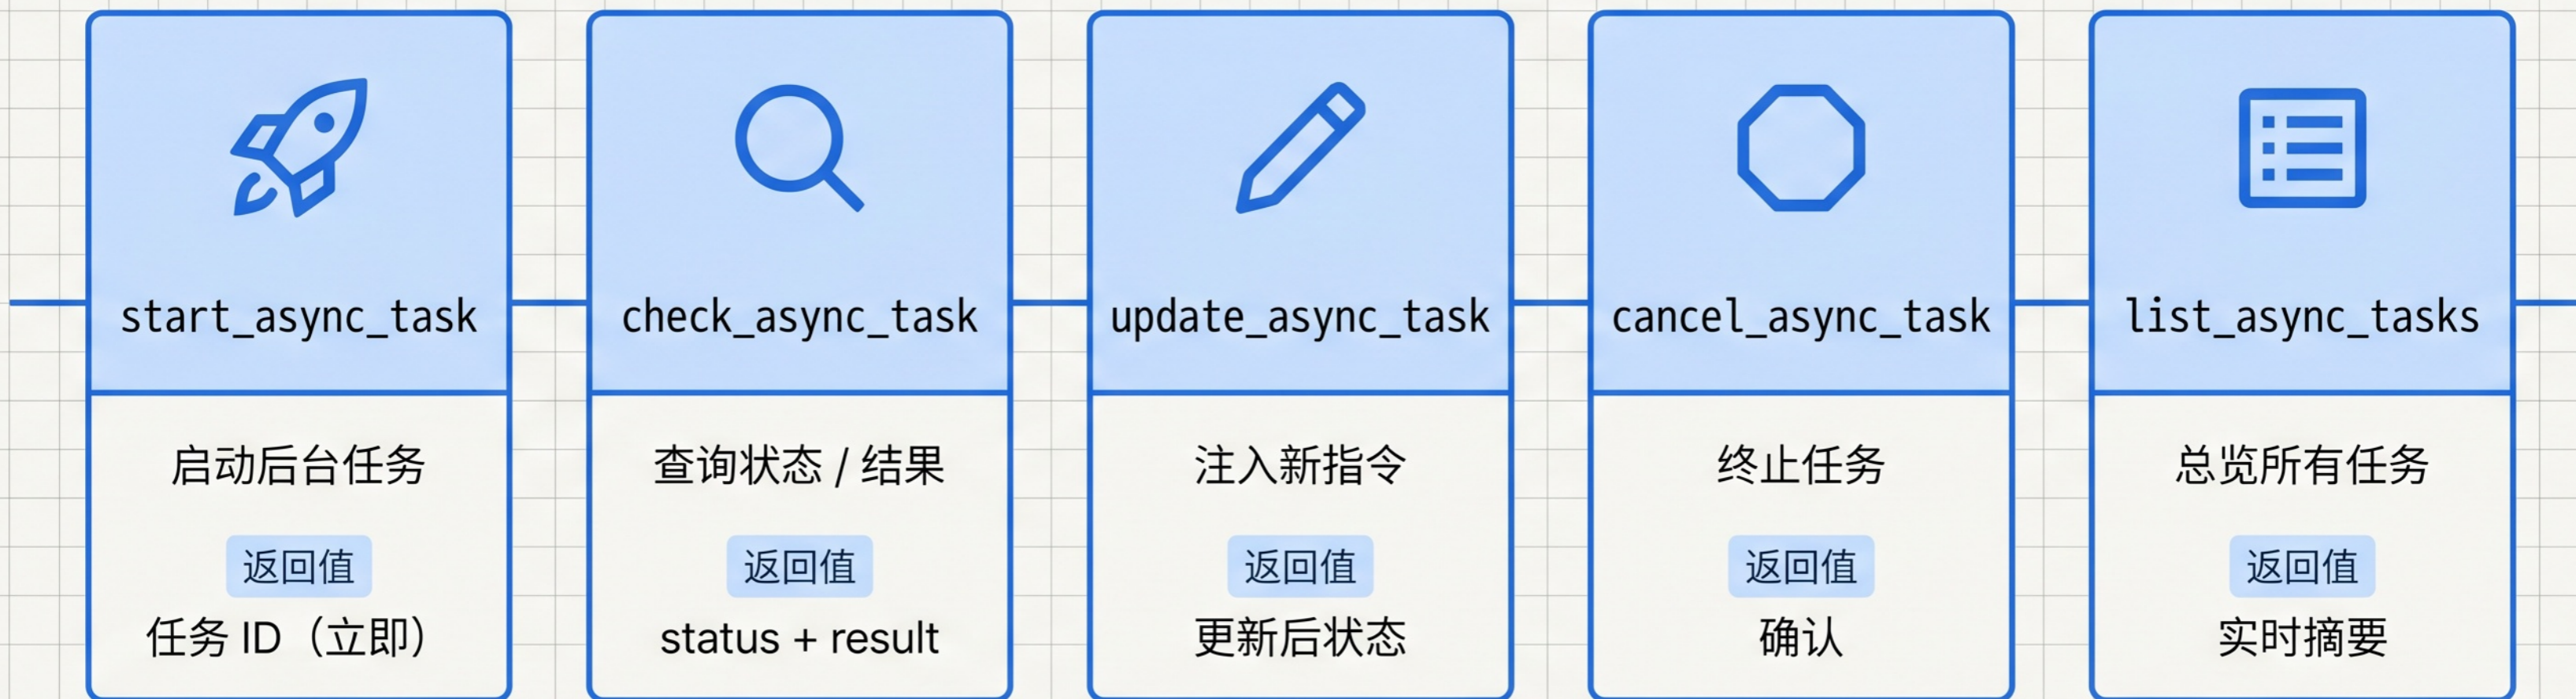 start_async_task
启动后台任务
返回值
任务 ID（立即）
check_async_task
查询状态 / 结果
返回值
status + result
update_async_task
注入新指令
返回值
更新后状态
cancel_async_task
终止任务
返回值
确认
list_async_tasks
总览所有任务
返回值
实时摘要